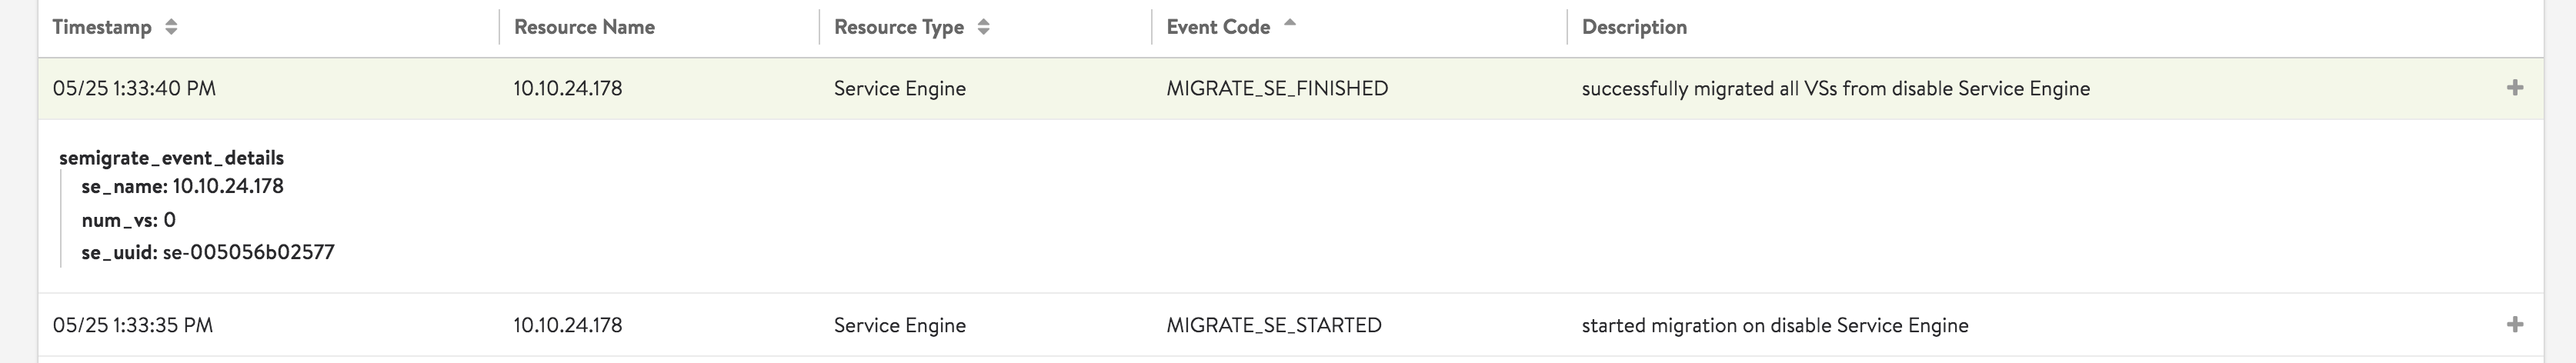 Timestamp Resource Name Resource Type Event Code Description
05/25 1:33:40 PM 10.10.24.178 Service Engine MIGRATE_SE_FINISHED successfully migrated all VSs from disable Service Engine
semigrate_event_details
se_name: 10.10.24.178
num_vs: 0
se_uuid: se-005056b02577
05/25 1:33:35 PM 10.10.24.178 Service Engine MIGRATE_SE_STARTED started migration on disable Service Engine